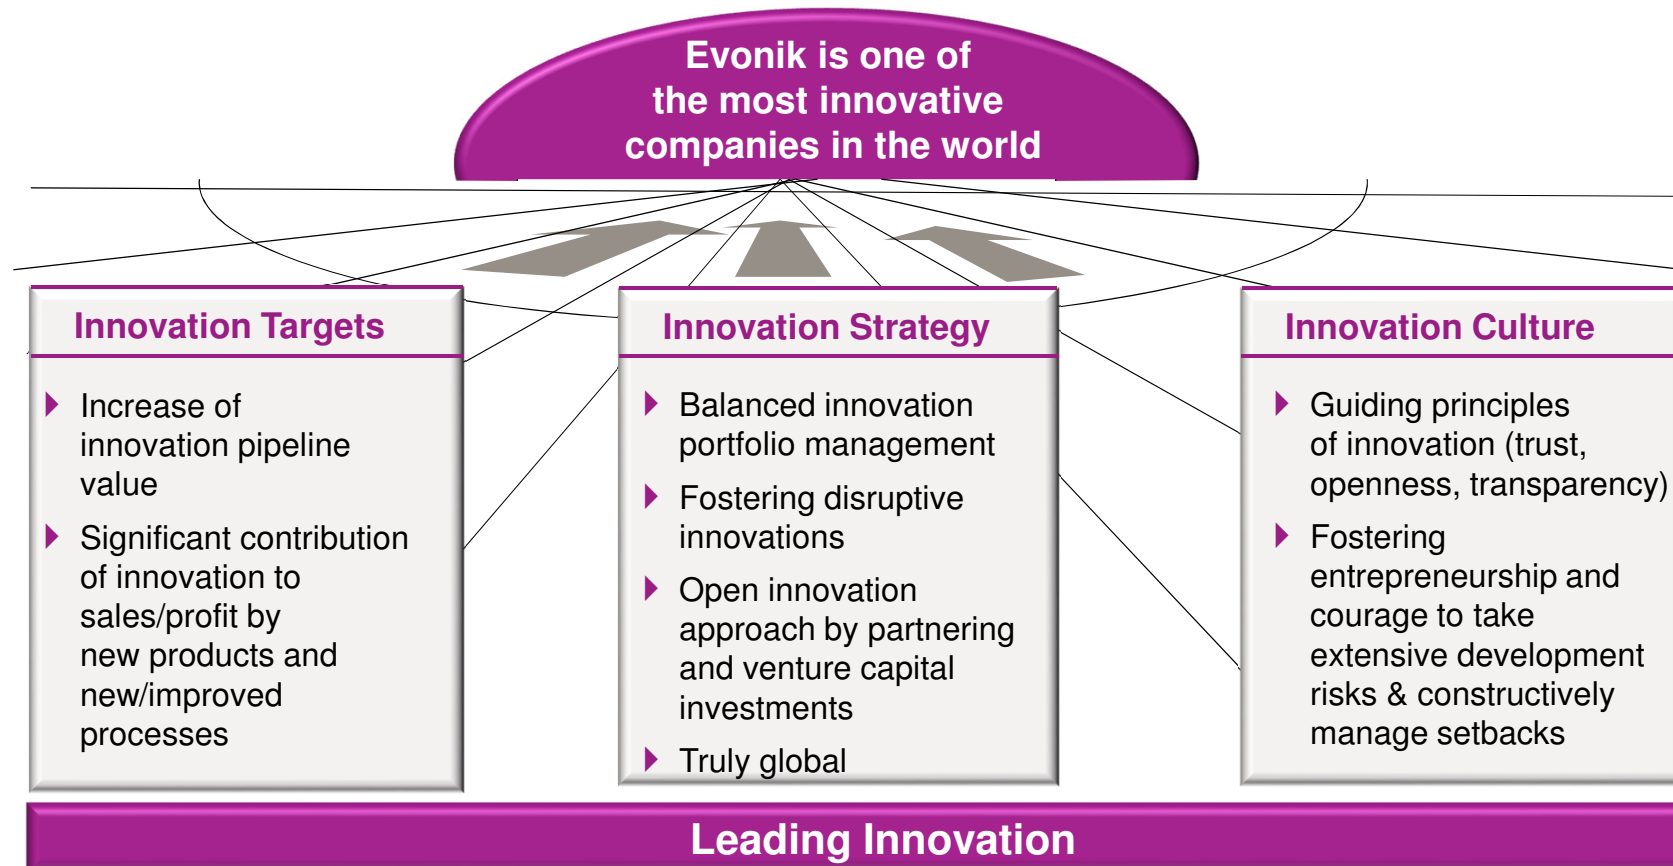 Evonik is one of
the most innovative
companies in the world
Innovation Targets
Increase of
innovation pipeline
value
Significant contribution
of innovation to
sales/profit by
new products and
new/improved
processes
Innovation Strategy
Balanced innovation
portfolio management
Fostering disruptive
innovations
Open innovation
approach by partnering
and venture capital
investments
Truly global
Innovation Culture
Guiding principles
of innovation (trust,
openness, transparency)
Fostering
entrepreneurship and
courage to take
extensive development
risks & constructively
manage setbacks
Leading Innovation